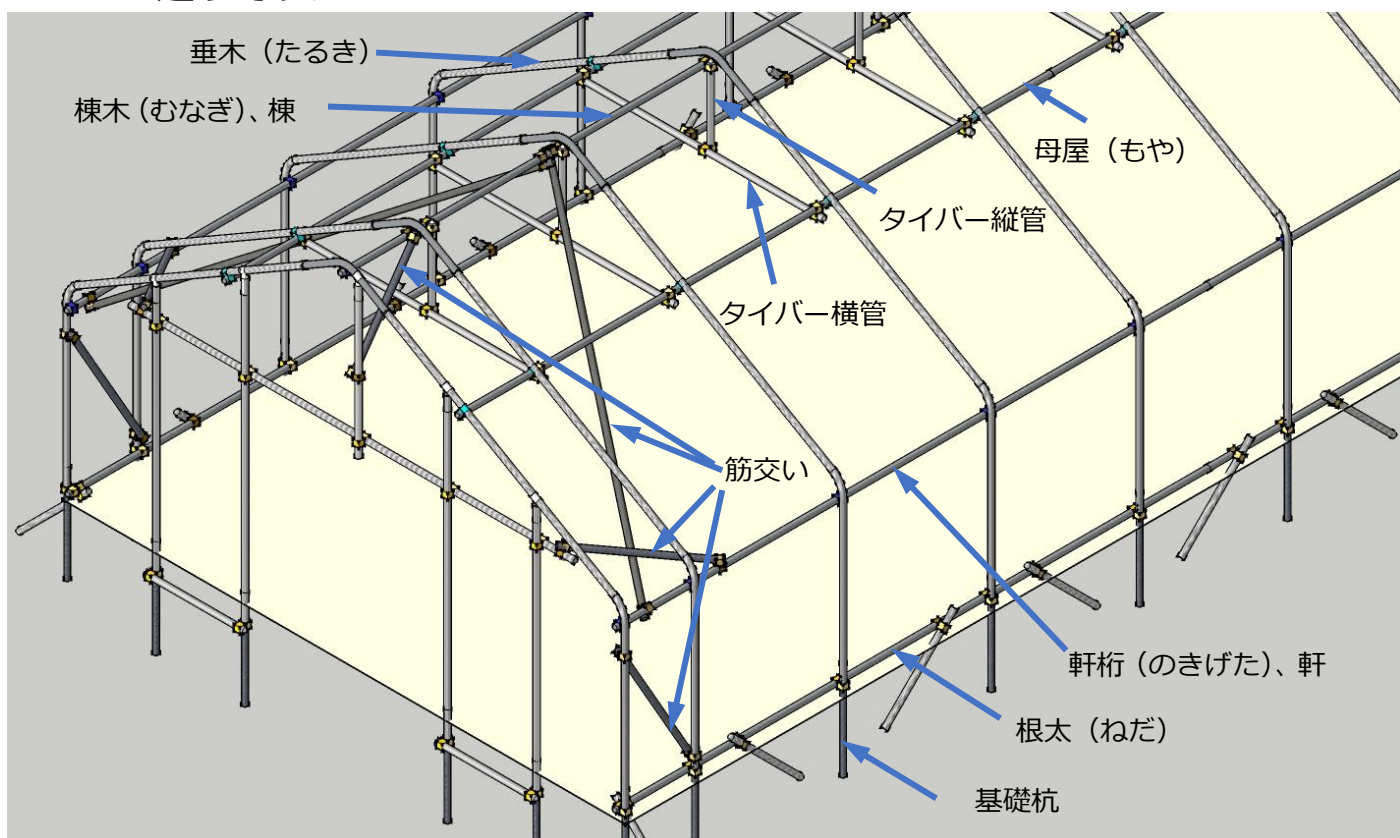 垂木（たるき）
棟木（むなぎ）、棟
母屋（もや）
タイバー縦管
タイバー横管
筋交い
軒桁（のきげた）、軒
根太（ねだ）
基礎杭